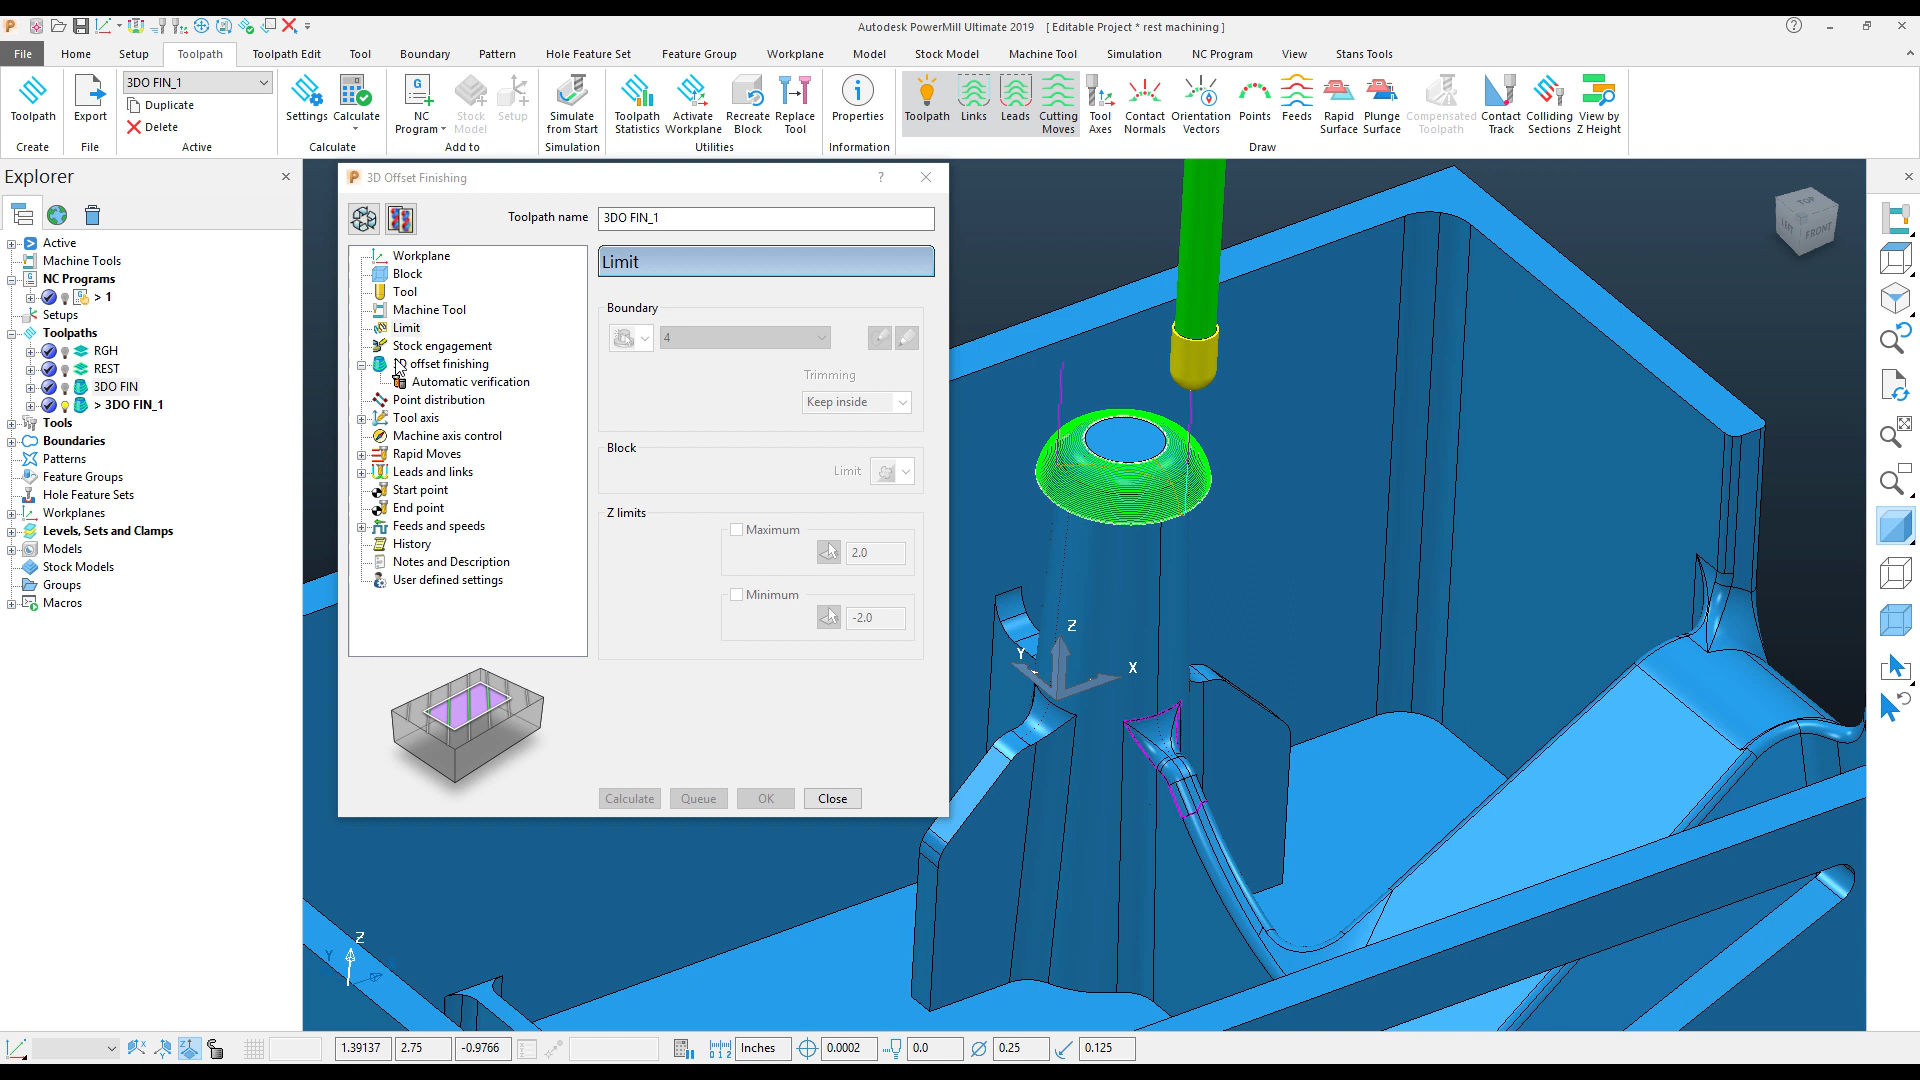 Autodesk PowerMill Ultimate 2019 [ Editable Project * rest machining ]
File Home Setup Toolpath Toolpath Edit Tool Boundary Pattern Hole Feature Set Feature Group Workplane Model Stock Model Machine Tool Simulation NC Program View Stans Tools
3DO FIN_1
Duplicate
Delete
Toolpath
Export
Settings
Calculate
NC Program
Stock Model
Setup
Simulate from Start
Toolpath Statistics
Activate Workplane
Recreate Block
Replace Tool
Properties
Toolpath
Links
Leads
Cutting Moves
Tool Axes
Contact Normals
Orientation Vectors
Points
Feeds
Rapid Surface
Plunge Surface
Compensated Toolpath
Contact Track
Colliding Sections
View by Z Height
Create File Active Calculate Add to Simulation Utilities Information Draw
Explorer
Active
Machine Tools
NC Programs
> 1
Setups
Toolpaths
RGH
REST
3DO FIN
> 3DO FIN_1
Tools
Boundaries
Patterns
Feature Groups
Hole Feature Sets
Workplanes
Levels, Sets and Clamps
Models
Stock Models
Groups
Macros
3D Offset Finishing
?
Toolpath name 3DO FIN_1
Workplane
Block
Tool
Machine Tool
Limit
Stock engagement
offset finishing
Automatic verification
Point distribution
Tool axis
Machine axis control
Rapid Moves
Leads and links
Start point
End point
Feeds and speeds
History
Notes and Description
User defined settings
Limit
Boundary
4
Trimming
Keep inside
Block
Limit
Z limits
Maximum
2.0
Minimum
-2.0
Calculate Queue OK Close
TOP
LEFT FRONT
Z
Y
X
Z
Y
1.39137 2.75 -0.9766 Inches 0.0002 0.0 0.25 0.125